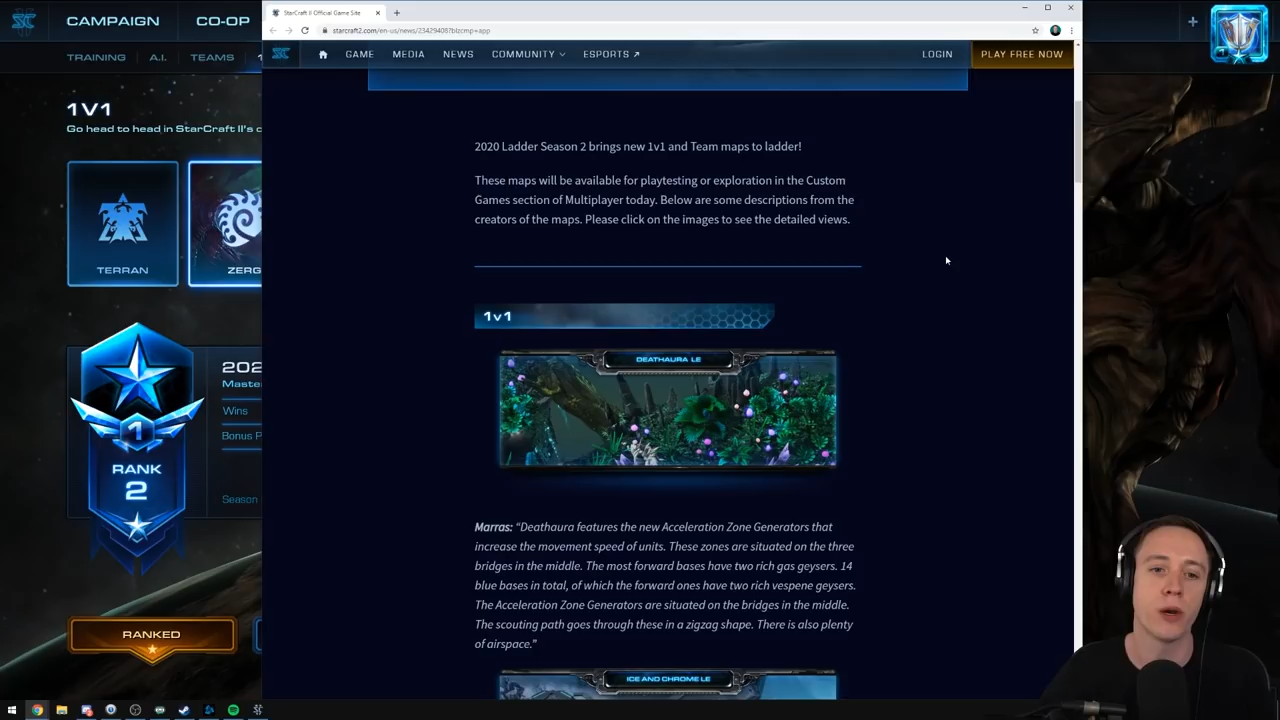 CAMPAIGN
CO-OP
TRAINING
A.I.
TEAMS
1V1
Go head to head in StarCraft II's
TERRAN
ZERG
1
RANK
2
202
Master
Wins
Bonus P
Season
RANKED
StarCraft II Official Game Site
starcraft2.com/en-us/news/23429408?blzcmp=app
GAME
MEDIA
NEWS
COMMUNITY
ESPORTS
LOGIN
PLAY FREE NOW
2020 Ladder Season 2 brings new 1v1 and Team maps to ladder!
These maps will be available for playtesting or exploration in the Custom
Games section of Multiplayer today. Below are some descriptions from the
creators of the maps. Please click on the images to see the detailed views.
1v1
DEATHAURA LE
Marras: “Deathaura features the new Acceleration Zone Generators that
increase the movement speed of units. These zones are situated on the three
bridges in the middle. The most forward bases have two rich gas geysers. 14
blue bases in total, of which the forward ones have two rich vespene geysers.
The Acceleration Zone Generators are situated on the bridges in the middle.
The scouting path goes through these in a zigzag shape. There is also plenty
of airspace.”
ICE AND CHROME LE